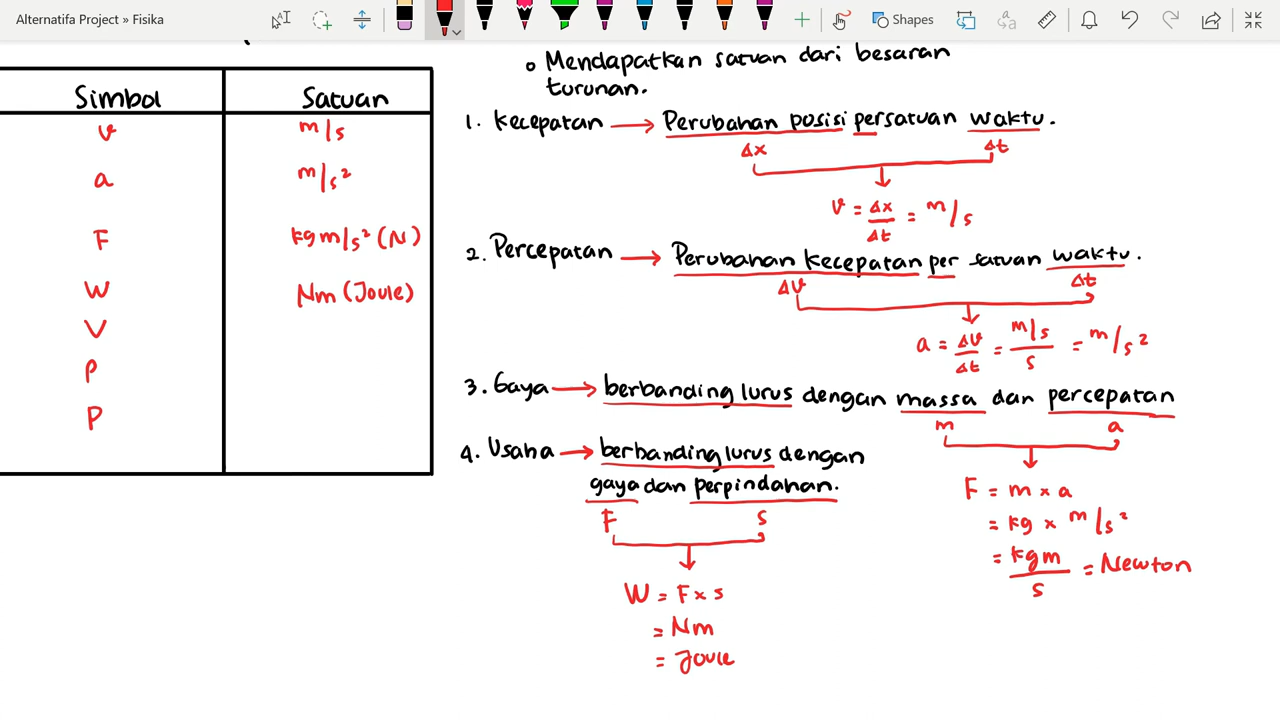 Alternatifa Project » Fisika
Shapes
Simbol Satuan
v m/s
a m/s²
F kgm/s² (N)
W Nm (Joule)
V
P
P
o Mendapatkan satuan dari besaran
turunan.
1. Kecepatan → Perubahan posisi persatuan waktu.
Δx Δt
v = Δx/Δt = m/s
2. Percepatan → Perubahan kecepatan per satuan waktu.
Δv Δt
a = Δv/Δt = m/s/s = m/s²
3. Gaya → berbanding lurus dengan massa dan percepatan
m a
F = m x a
= kg x m/s²
= kgm/s = Newton
4. Usaha → berbanding lurus dengan
gaya dan perpindahan.
F s
W = F x s
= Nm
= Joule